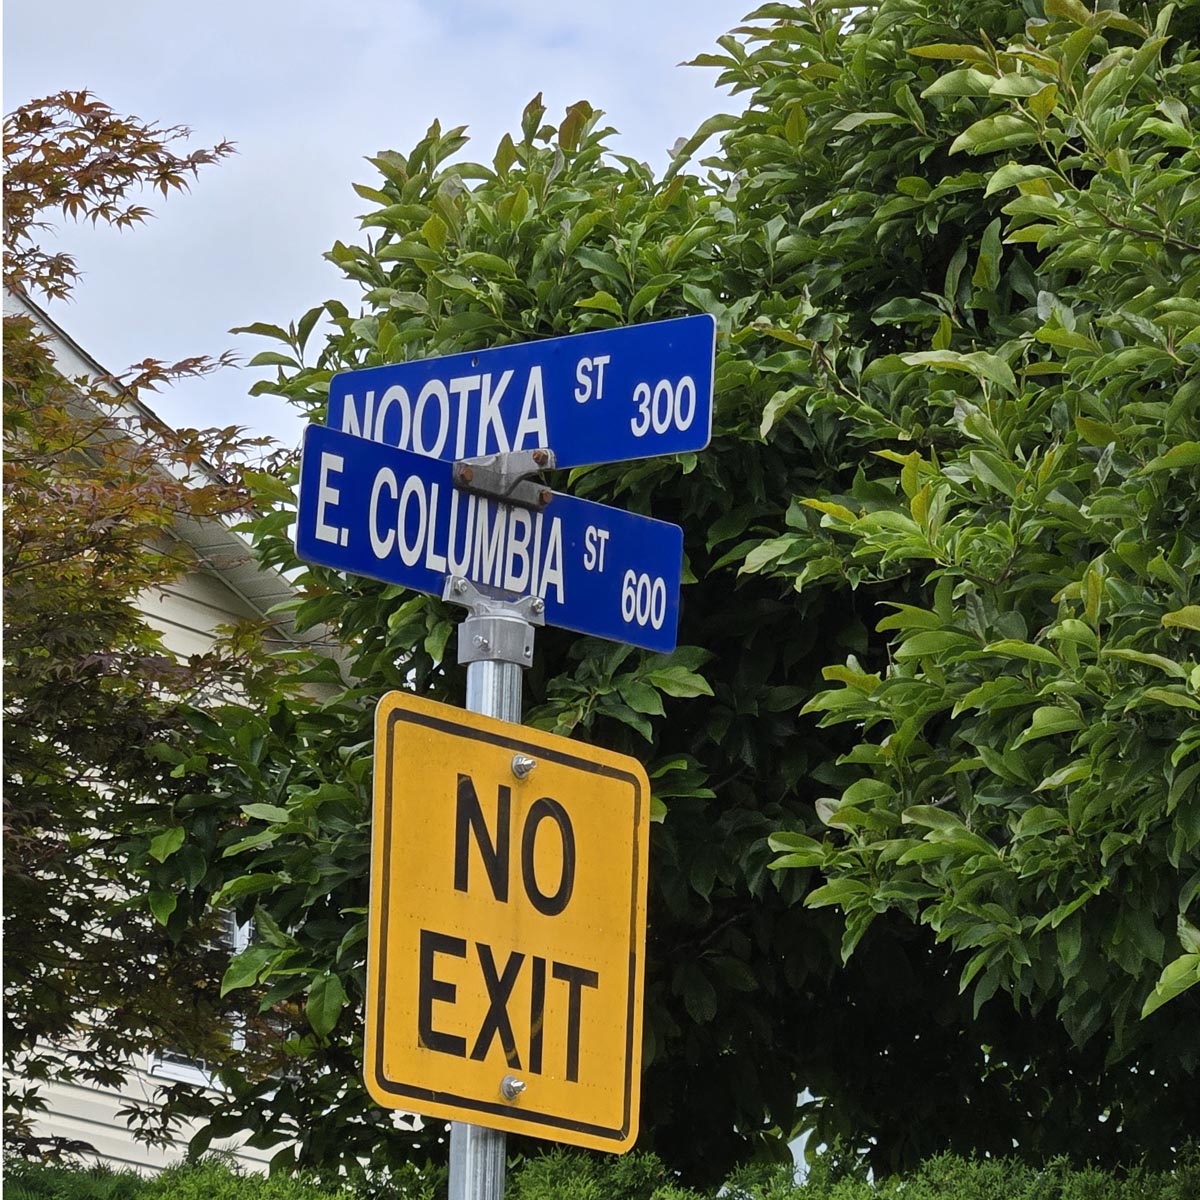 NOOTKA ST 300
E. COLUMBIA ST 600
NO
EXIT